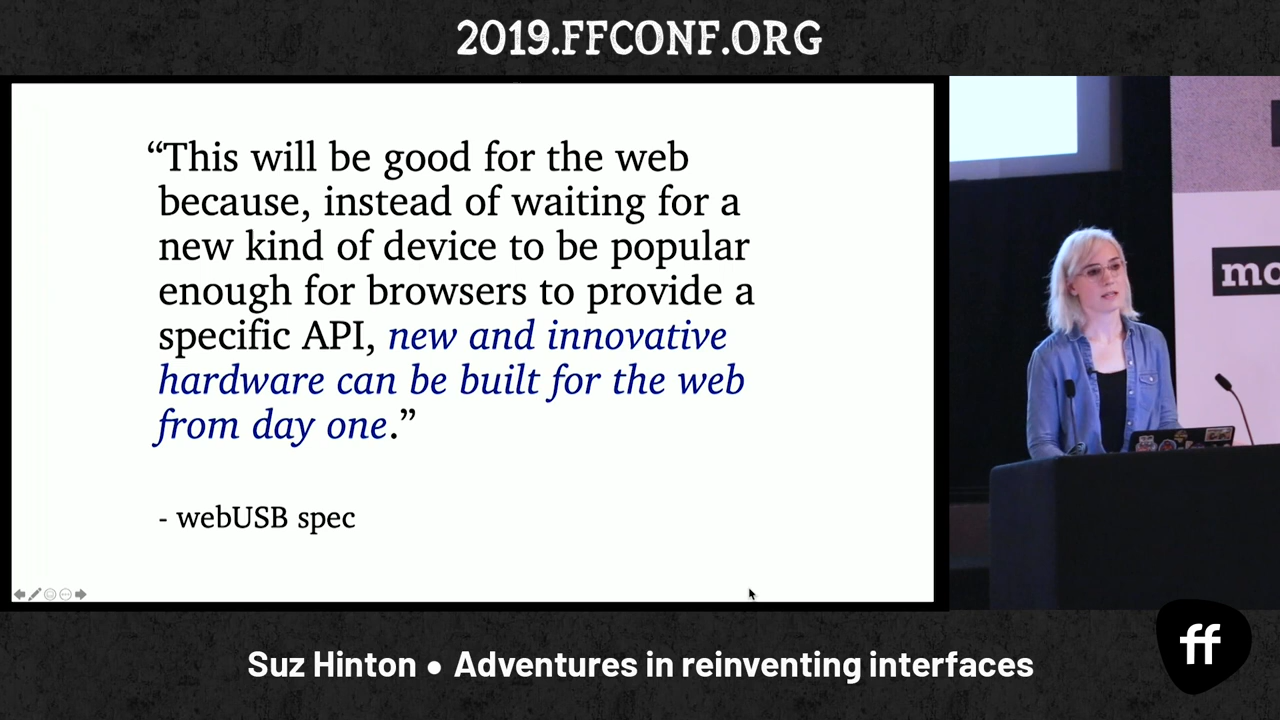 2019.FFCONF.ORG
“This will be good for the web
because, instead of waiting for a
new kind of device to be popular
enough for browsers to provide a
specific API, new and innovative
hardware can be built for the web
from day one.”
- webUSB spec
mo
ff
Suz Hinton • Adventures in reinventing interfaces